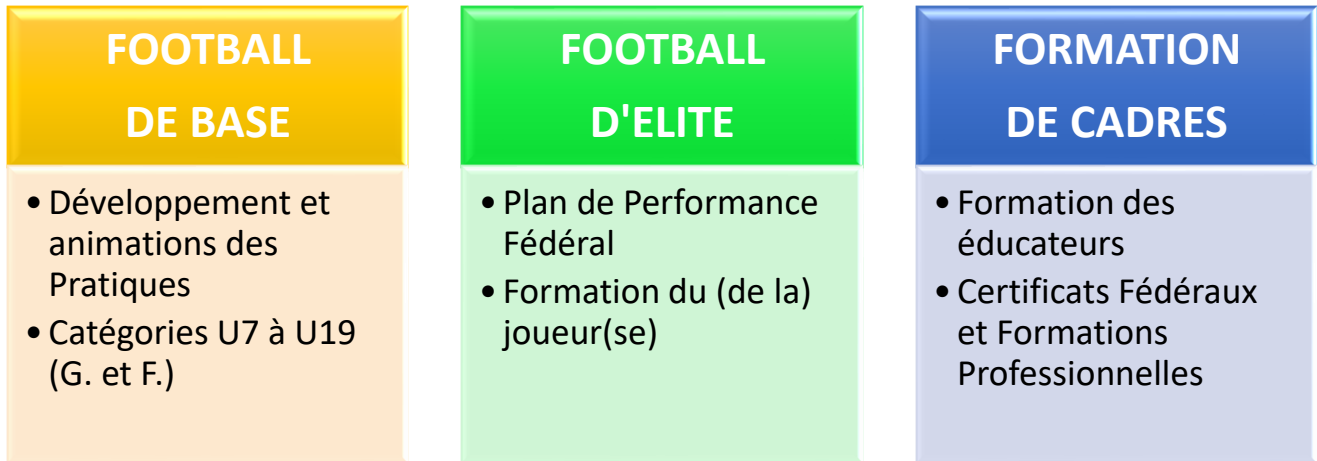 FOOTBALL
DE BASE
• Développement et
animations des
Pratiques
• Catégories U7 à U19
(G. et F.)
FOOTBALL
D'ELITE
• Plan de Performance
Fédéral
• Formation du (de la)
joueur(se)
FORMATION
DE CADRES
• Formation des
éducateurs
• Certificats Fédéraux
et Formations
Professionnelles